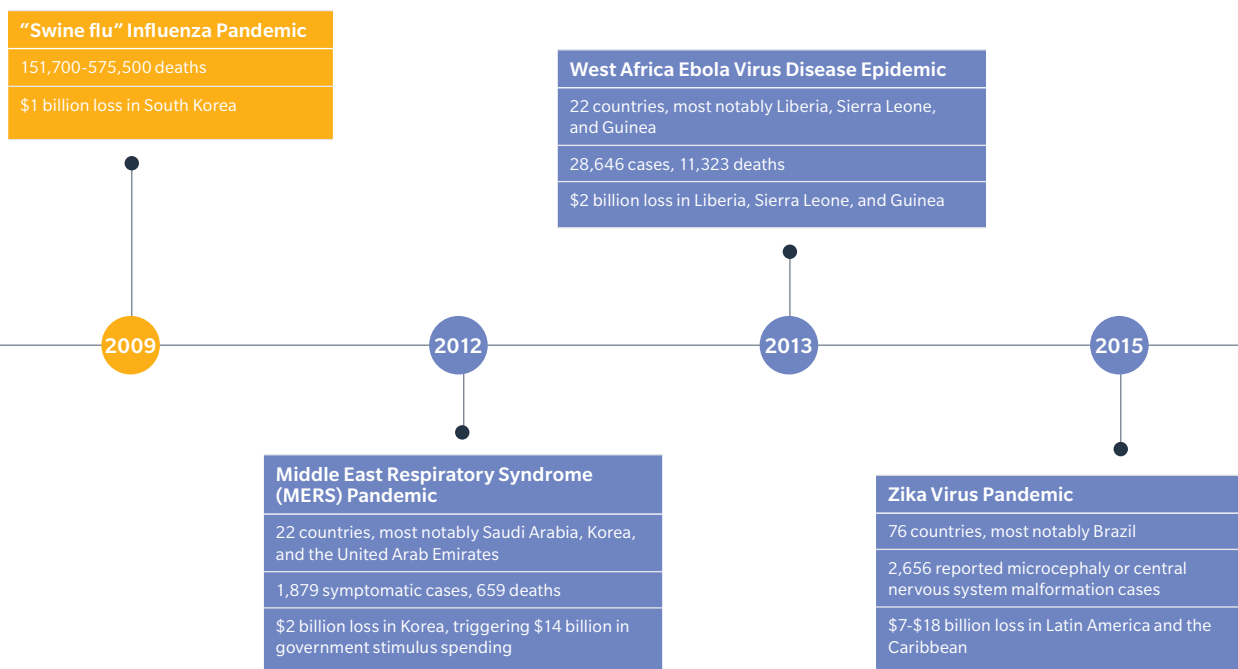 “Swine flu” Influenza Pandemic
151,700-575,500 deaths
$1 billion loss in South Korea
West Africa Ebola Virus Disease Epidemic
22 countries, most notably Liberia, Sierra Leone,
and Guinea
28,646 cases, 11,323 deaths
$2 billion loss in Liberia, Sierra Leone, and Guinea
2009
2012
2013
2015
Middle East Respiratory Syndrome
(MERS) Pandemic
22 countries, most notably Saudi Arabia, Korea,
and the United Arab Emirates
1,879 symptomatic cases, 659 deaths
$2 billion loss in Korea, triggering $14 billion in
government stimulus spending
Zika Virus Pandemic
76 countries, most notably Brazil
2,656 reported microcephaly or central
nervous system malformation cases
$7-$18 billion loss in Latin America and the
Caribbean